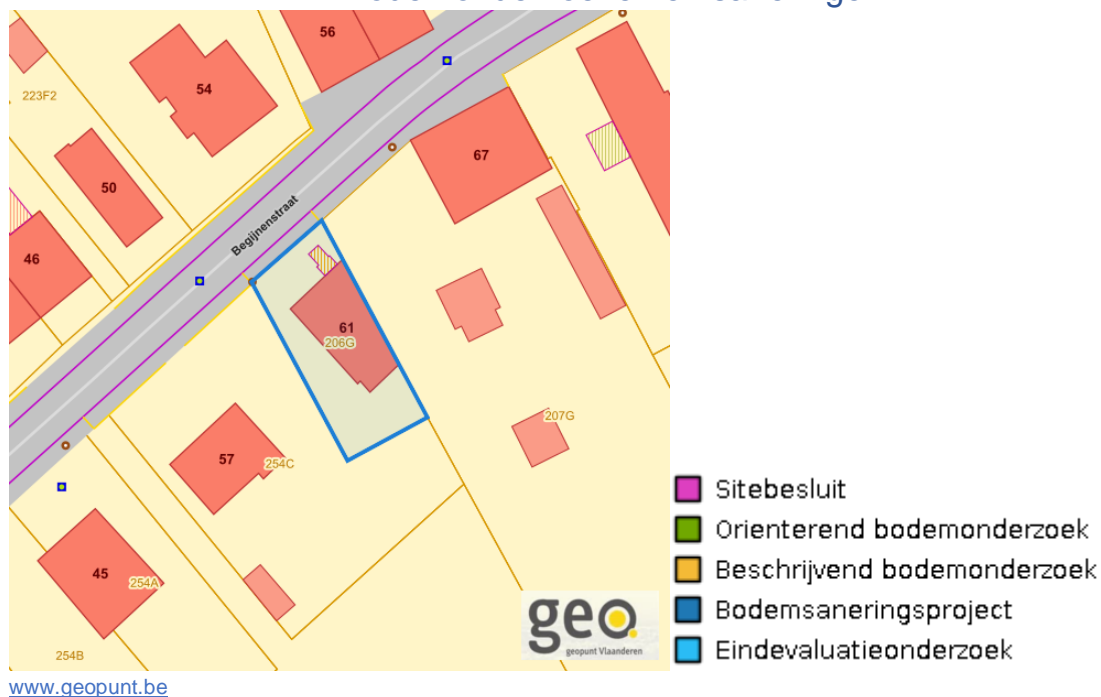 56
54
223F2
67
50
Begijnenstraat
46
61
206G
207G
57
254C
45
254A
254B
geo.
geopunt Vlaanderen
Sitebesluit
Orienterend bodemonderzoek
Beschrijvend bodemonderzoek
Bodemsaneringsproject
Eindevaluatieonderzoek
www.geopunt.be